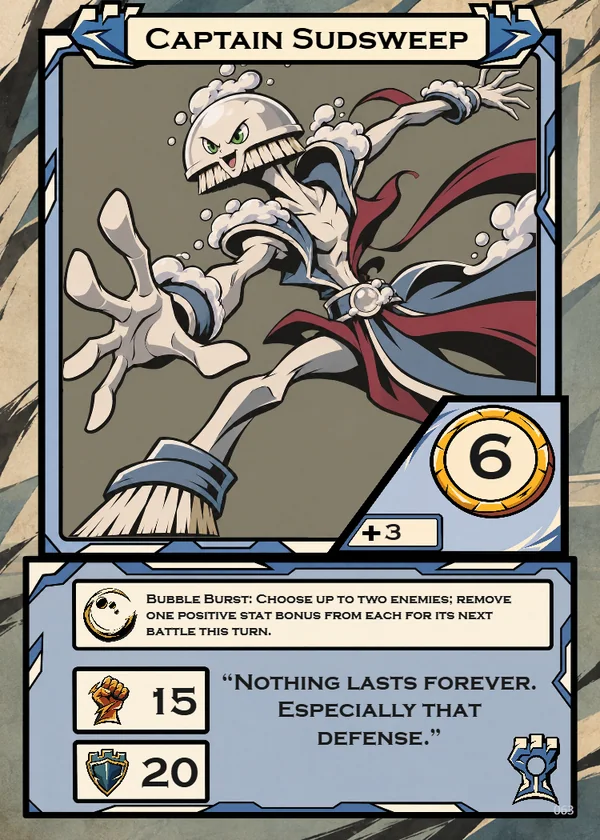 Captain Sudsweep
6
+3
Bubble Burst: Choose up to two enemies; remove
one positive stat bonus from each for its next
battle this turn.
15
“Nothing lasts forever.
Especially that
defense.”
20
063